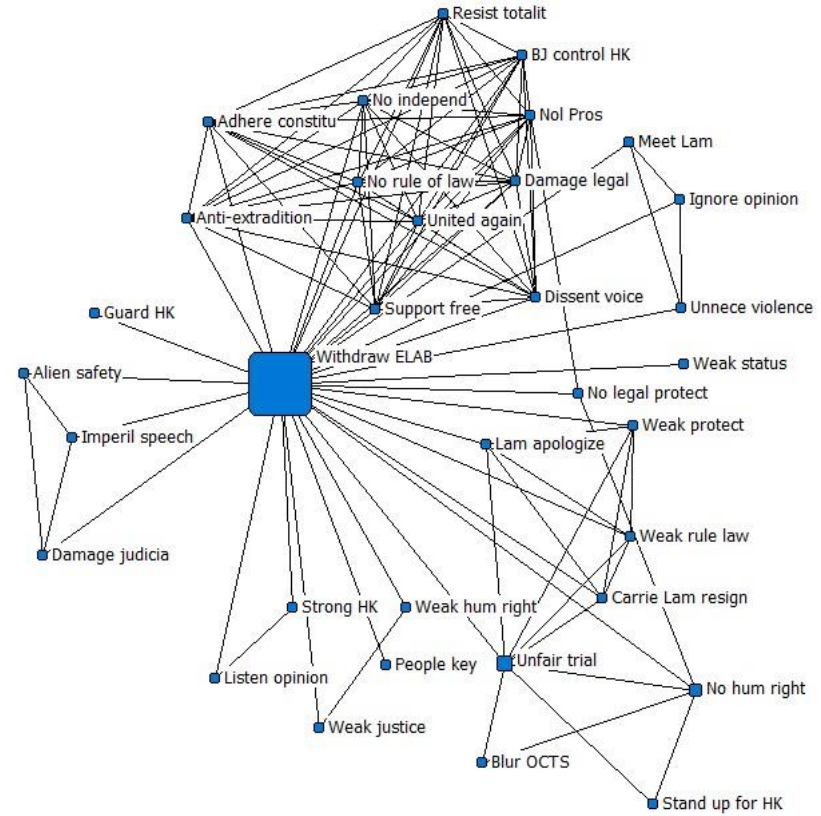 Resist totalit
BJ control HK
No independ
Nol Pros
Adhere constitu
Meet Lam
No rule of law
Damage legal
Ignore opinion
Anti-extradition
United again
Dissent voice
Support free
Unnece violence
Guard HK
Withdraw ELAB
Weak status
Alien safety
No legal protect
Weak protect
Imperil speech
Lam apologize
Weak rule law
Damage judicia
Carrie Lam resign
Strong HK
Weak hum right
Unfair trial
People key
Listen opinion
No hum right
Weak justice
Blur OCTS
Stand up for HK